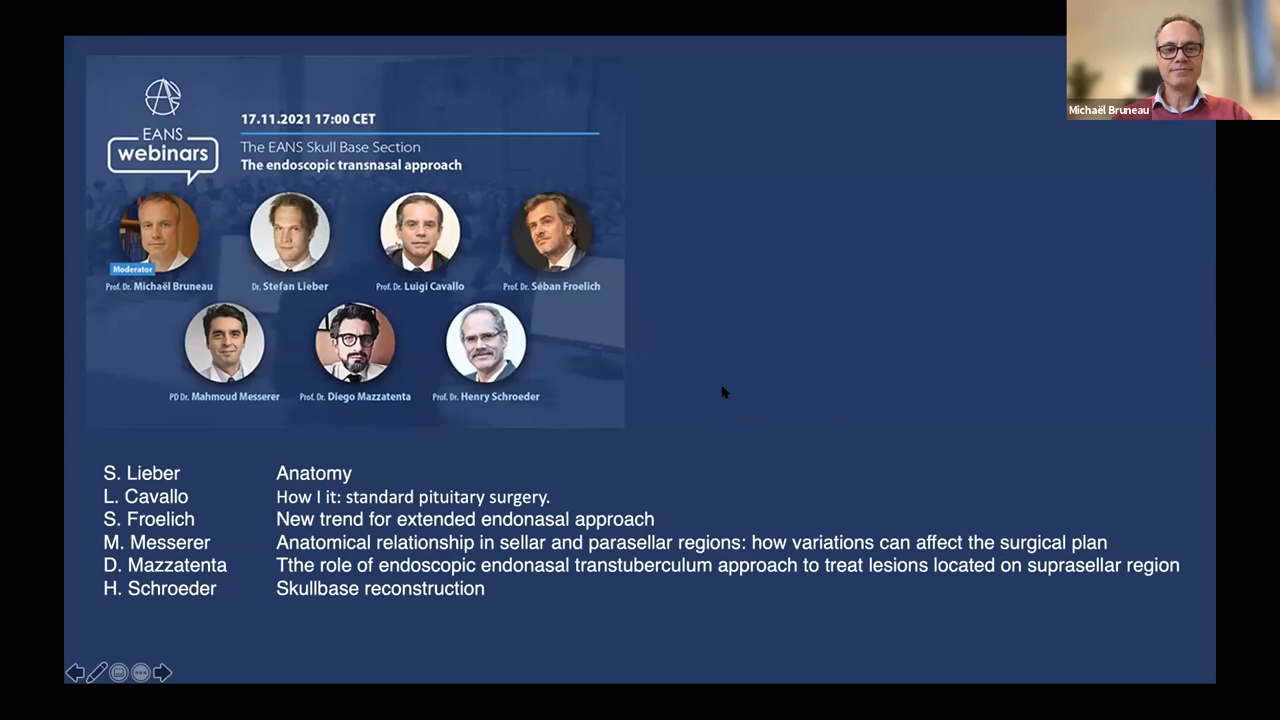 Michaël Bruneau
EANS
webinars
17.11.2021 17:00 CET
The EANS Skull Base Section
The endoscopic transnasal approach
Moderator
Prof. Dr. Michaël Bruneau
Dr. Stefan Lieber
Prof. Dr. Luigi Cavallo
Prof. Dr. Séban Froelich
PD Dr. Mahmoud Messerer
Prof. Dr. Diego Mazzatenta
Prof. Dr. Henry Schroeder
S. Lieber Anatomy
L. Cavallo How I it: standard pituitary surgery.
S. Froelich New trend for extended endonasal approach
M. Messerer Anatomical relationship in sellar and parasellar regions: how variations can affect the surgical plan
D. Mazzatenta Tthe role of endoscopic endonasal transtuberculum approach to treat lesions located on suprasellar region
H. Schroeder Skullbase reconstruction